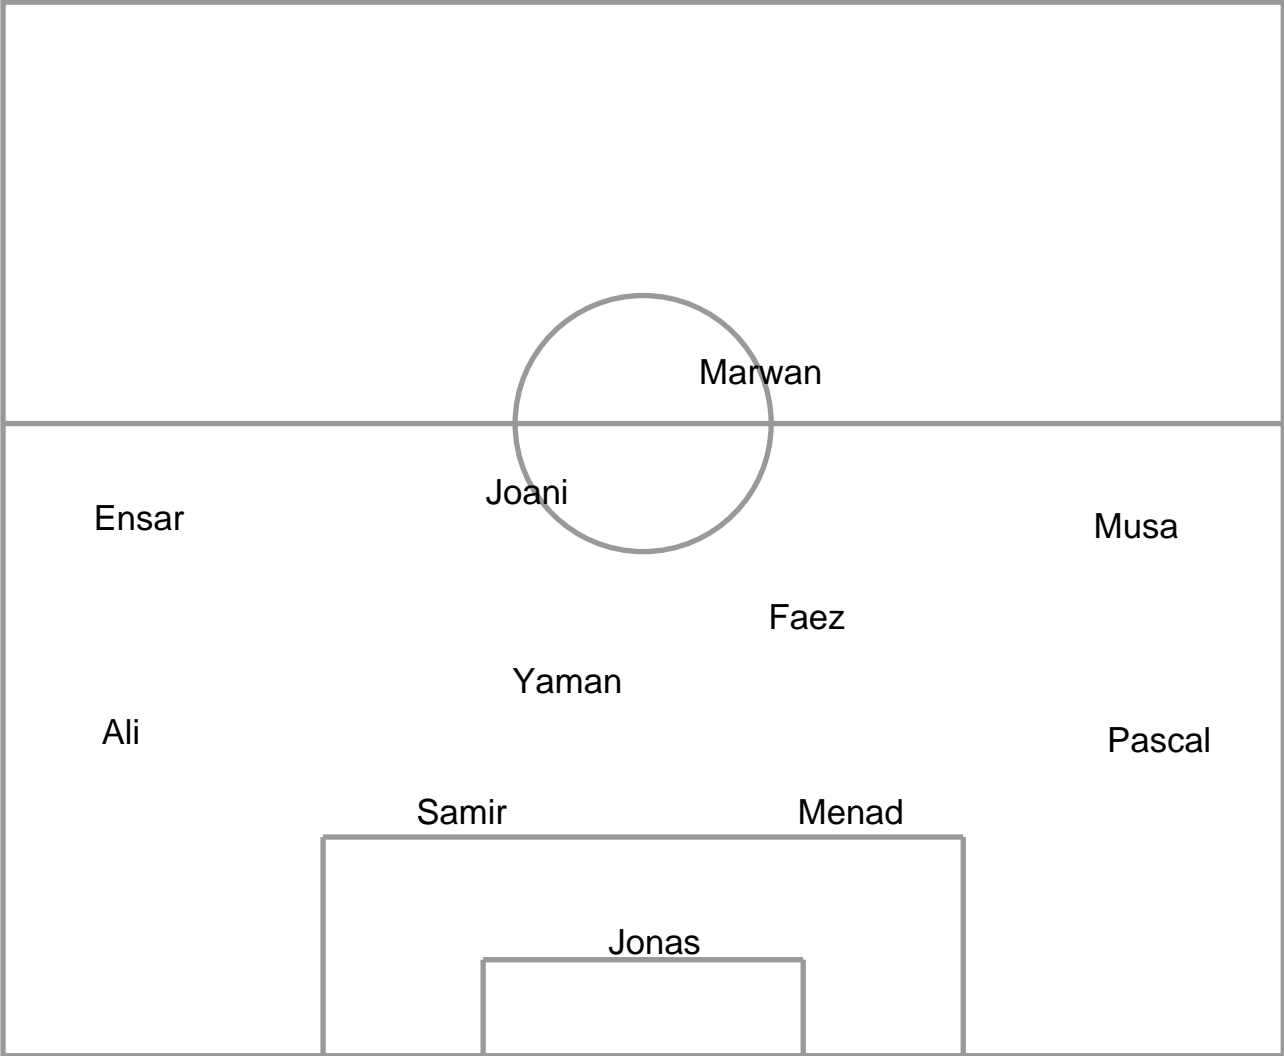 Marwan
Joani
Ensar
Musa
Faez
Yaman
Ali
Pascal
Samir
Menad
Jonas